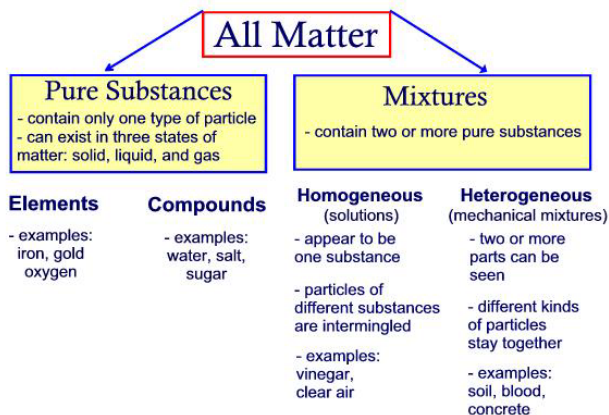 All Matter
Pure Substances
- contain only one type of particle
- can exist in three states of
matter: solid, liquid, and gas
Mixtures
- contain two or more pure substances
Elements
- examples:
iron, gold
oxygen
Compounds
- examples:
water, salt,
sugar
Homogeneous
(solutions)
- appear to be
one substance
- particles of
different substances
are intermingled
- examples:
vinegar,
clear air
Heterogeneous
(mechanical mixtures)
- two or more
parts can be
seen
- different kinds
of particles
stay together
- examples:
soil, blood,
concrete